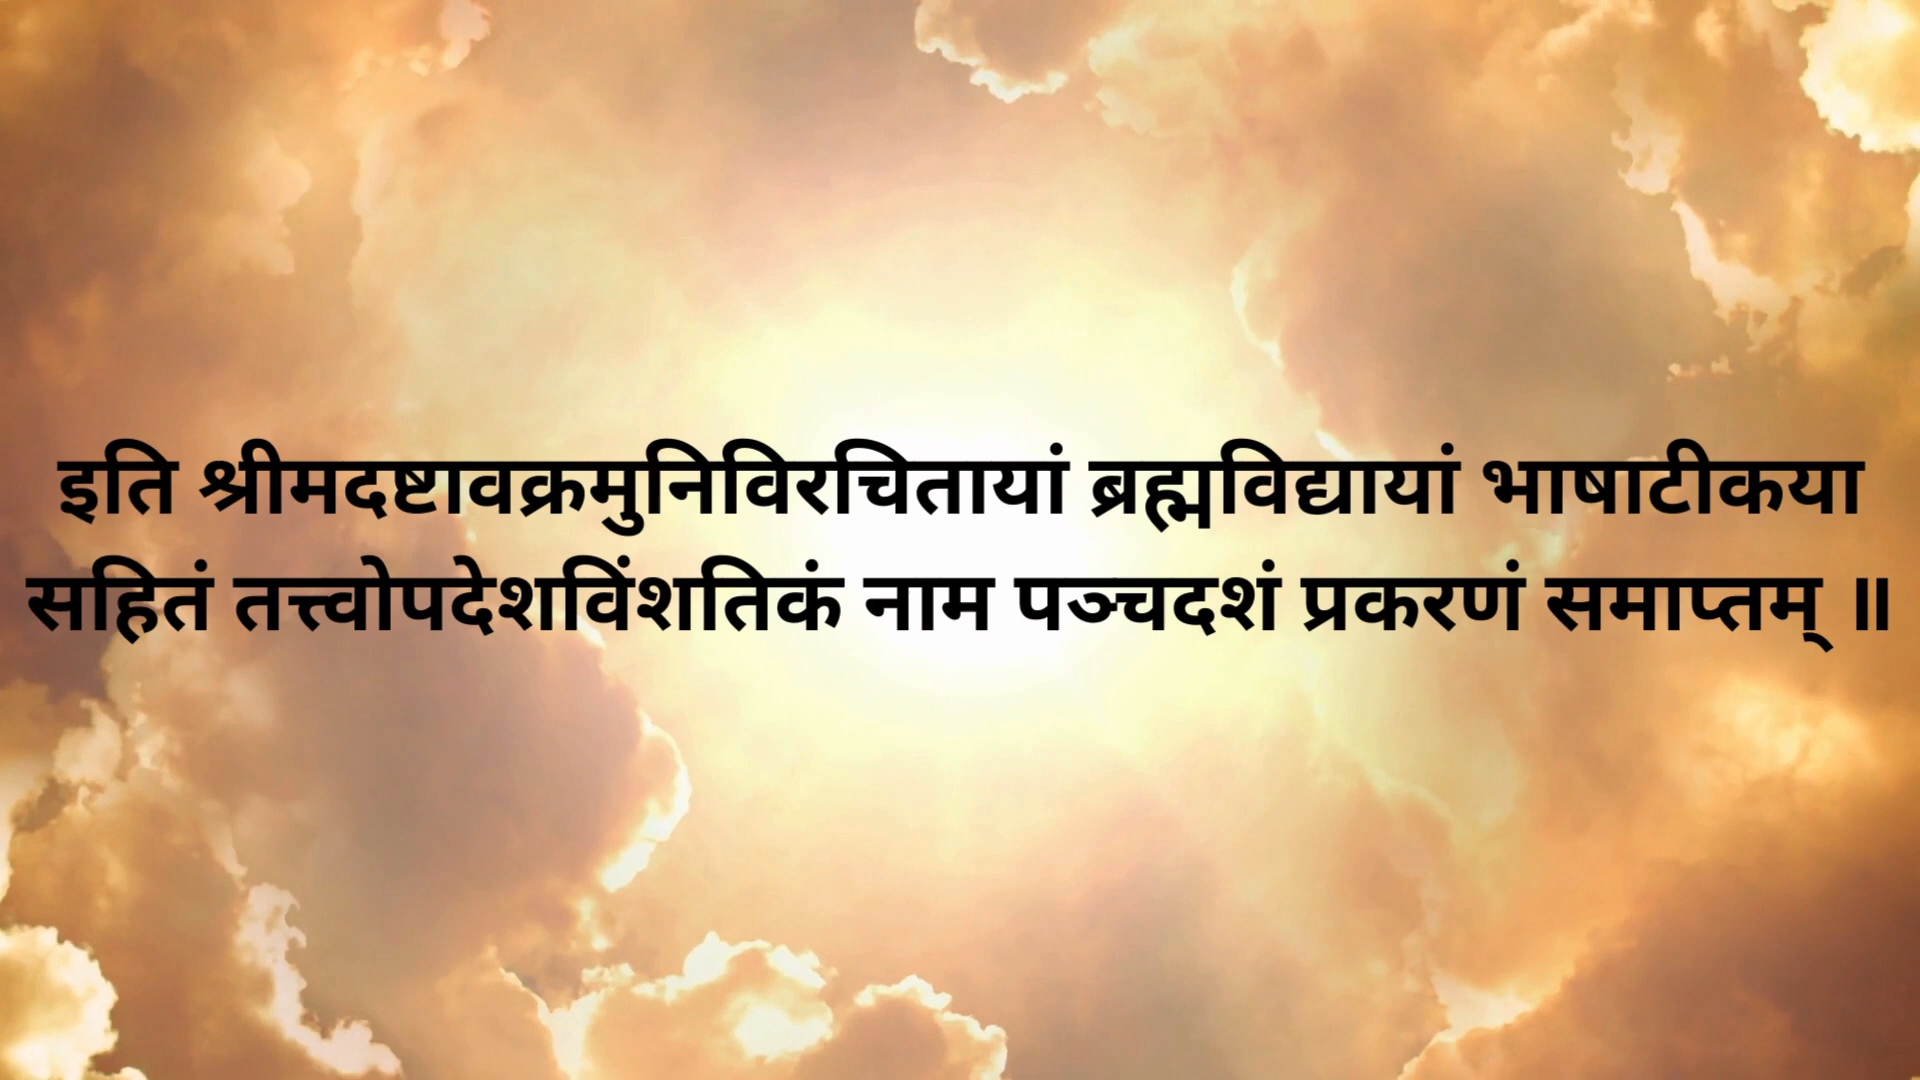 इति श्रीमदष्टावक्रमुनिविरचितायां ब्रह्मविद्यायां भाषाटीकया
सहितं तत्त्वोपदेशविंशतिकं नाम पञ्चदशं प्रकरणं समाप्तम् ॥